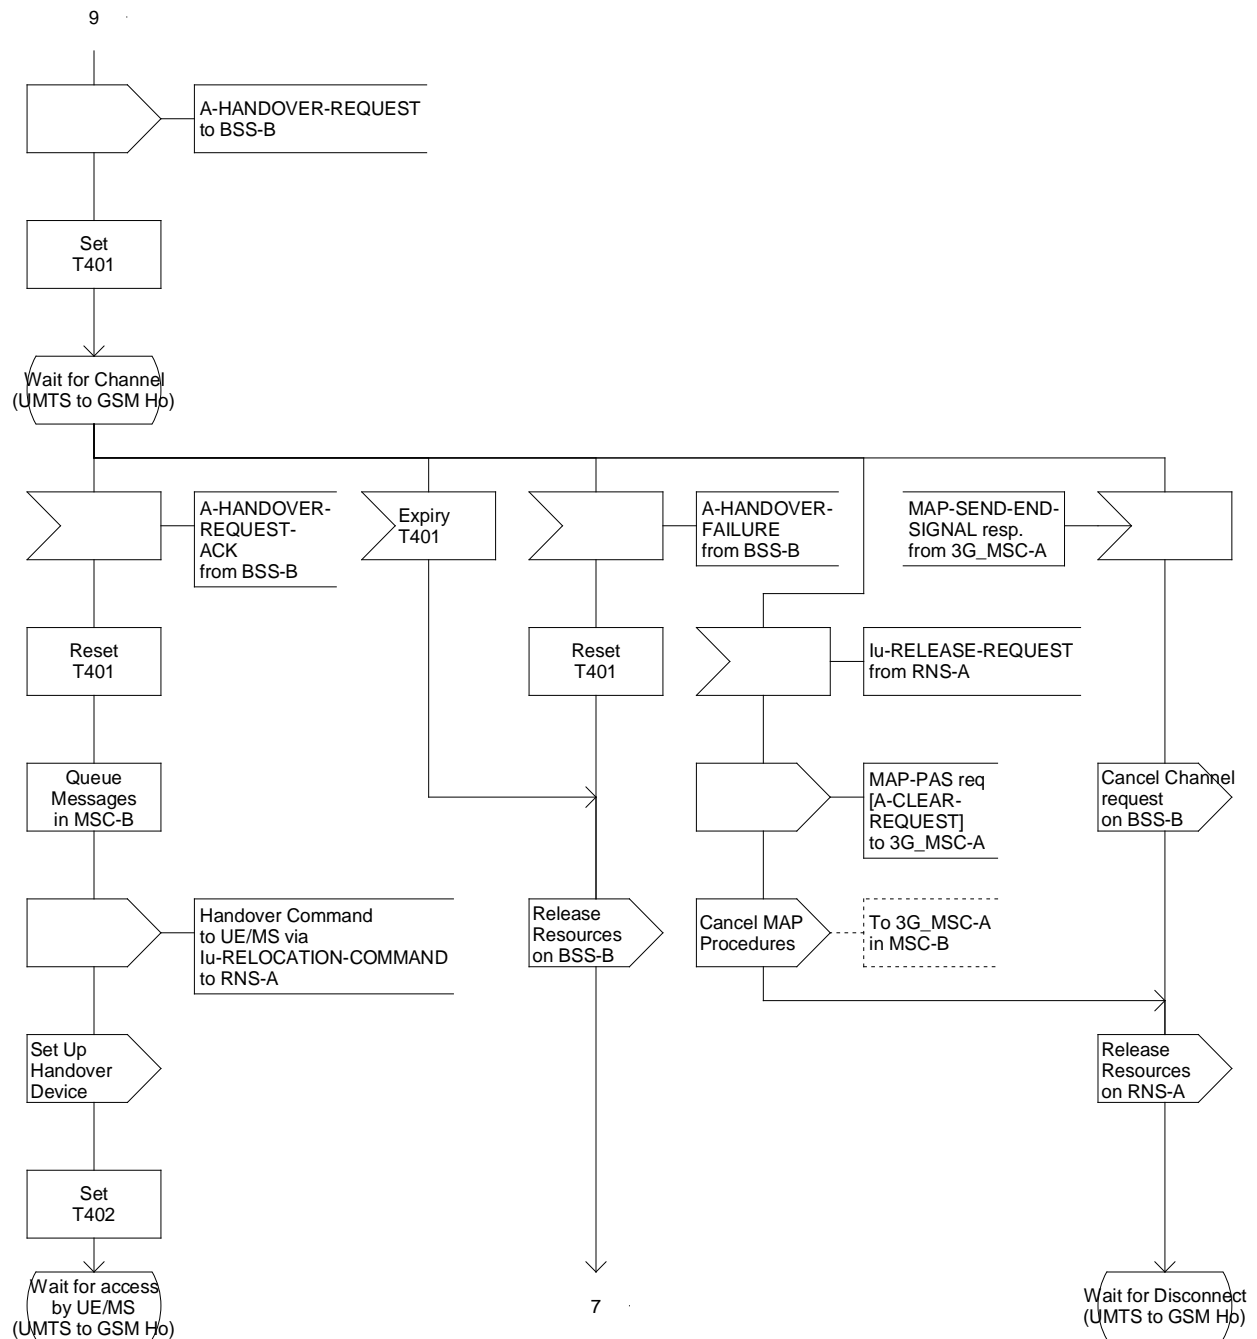 9
A-HANDOVER-REQUEST
to BSS-B
Set
T401
Wait for Channel
(UMTS to GSM Ho)
A-HANDOVER-
REQUEST-
ACK
from BSS-B
Expiry
T401
A-HANDOVER-
FAILURE
from BSS-B
MAP-SEND-END-
SIGNAL resp.
from 3G_MSC-A
Reset
T401
Reset
T401
Iu-RELEASE-REQUEST
from RNS-A
Queue
Messages
in MSC-B
MAP-PAS req
[A-CLEAR-
REQUEST]
to 3G_MSC-A
Cancel Channel
request
on BSS-B
Handover Command
to UE/MS via
Iu-RELOCATION-COMMAND
to RNS-A
Release
Resources
on BSS-B
Cancel MAP
Procedures
To 3G_MSC-A
in MSC-B
Set Up
Handover
Device
Release
Resources
on RNS-A
Set
T402
Wait for access
by UE/MS
(UMTS to GSM Ho)
7
Wait for Disconnect
(UMTS to GSM Ho)